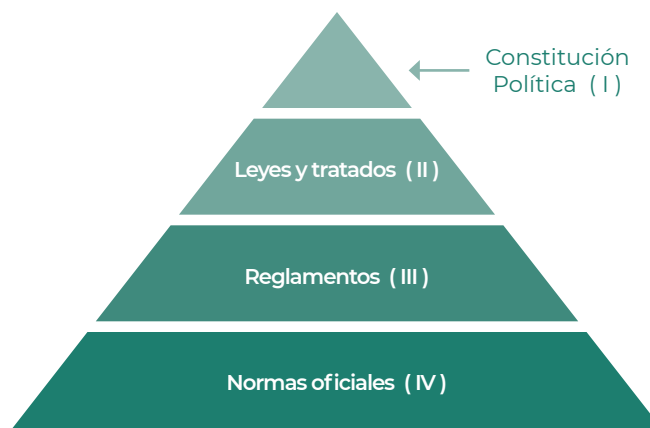 Constitución
Política ( I )
Leyes y tratados ( II )
Reglamentos ( III )
Normas oficiales ( IV )